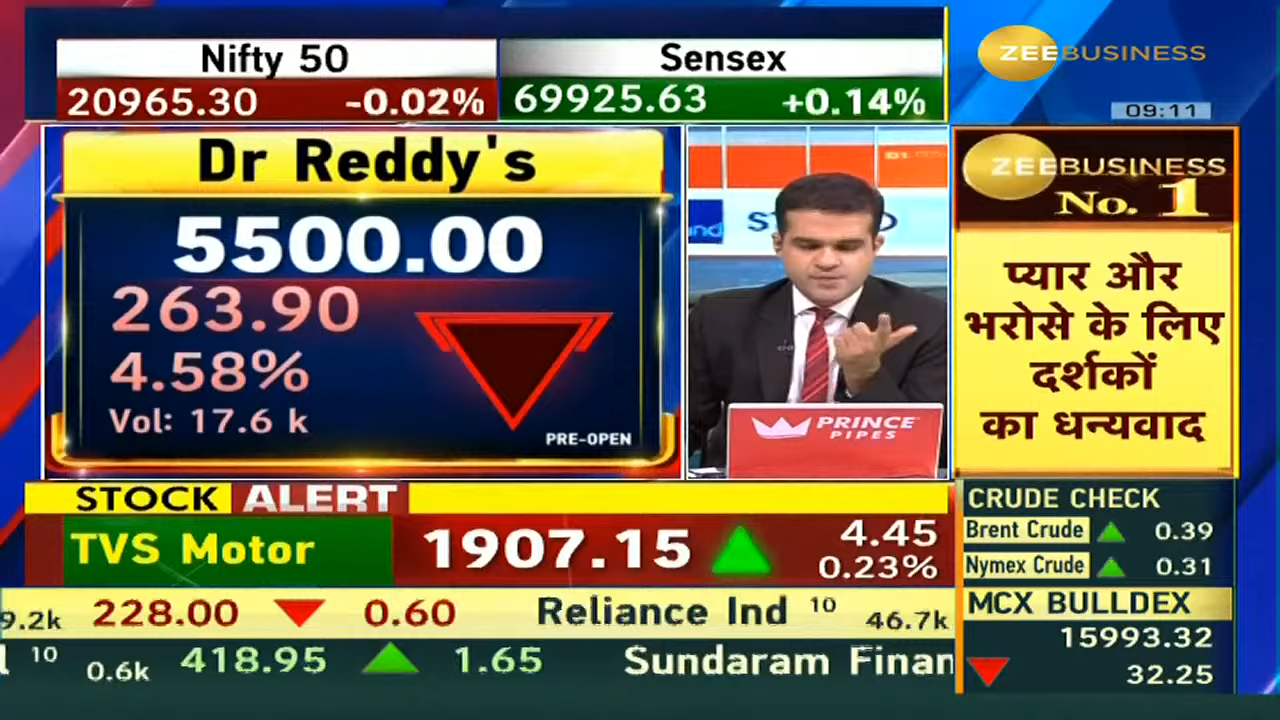 Nifty 50
20965.30 -0.02%
Sensex
69925.63 +0.14%
ZEEBUSINESS
09:11
Dr Reddy's
5500.00
263.90
4.58%
Vol: 17.6 k
PRE-OPEN
PRINCE
PIPES
ZEEBUSINESS
No. 1
प्यार और
भरोसे के लिए
दर्शकों
का धन्यवाद
STOCK ALERT
TVS Motor
1907.15
4.45
0.23%
CRUDE CHECK
Brent Crude 0.39
Nymex Crude 0.31
MCX BULLDEX
15993.32
32.25
9.2k 228.00 0.60 Reliance Ind 10 46.7k
10 0.6k 418.95 1.65 Sundaram Finan